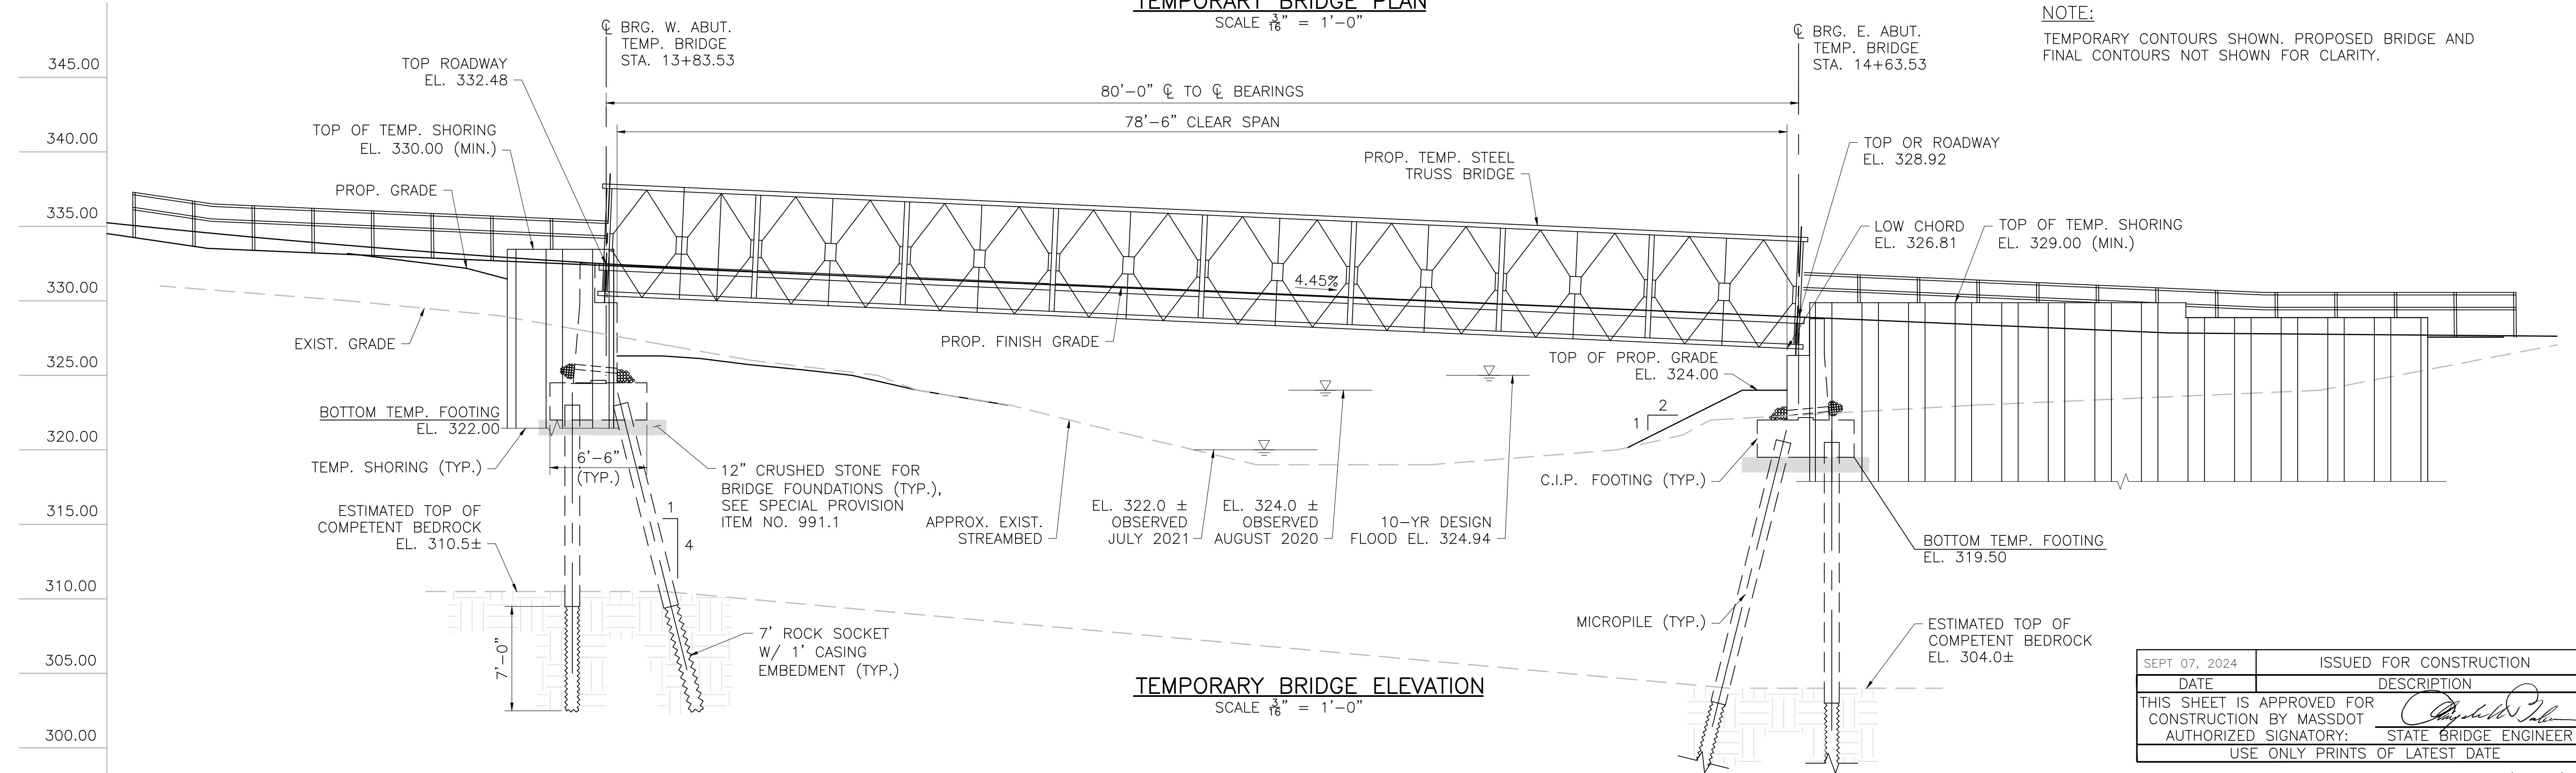 TEMPORARY BRIDGE PLAN
SCALE 3/16" = 1'-0"
℄ BRG. W. ABUT.
TEMP. BRIDGE
STA. 13+83.53
℄ BRG. E. ABUT.
TEMP. BRIDGE
STA. 14+63.53
NOTE:
TEMPORARY CONTOURS SHOWN. PROPOSED BRIDGE AND
FINAL CONTOURS NOT SHOWN FOR CLARITY.
345.00
340.00
335.00
330.00
325.00
320.00
315.00
310.00
305.00
300.00
TOP ROADWAY
EL. 332.48
80'-0" ℄ TO ℄ BEARINGS
78'-6" CLEAR SPAN
TOP OF TEMP. SHORING
EL. 330.00 (MIN.)
PROP. GRADE
PROP. TEMP. STEEL
TRUSS BRIDGE
TOP OR ROADWAY
EL. 328.92
LOW CHORD
EL. 326.81
TOP OF TEMP. SHORING
EL. 329.00 (MIN.)
4.45%
EXIST. GRADE
PROP. FINISH GRADE
TOP OF PROP. GRADE
EL. 324.00
2
1
BOTTOM TEMP. FOOTING
EL. 322.00
TEMP. SHORING (TYP.)
6'-6"
(TYP.)
12" CRUSHED STONE FOR
BRIDGE FOUNDATIONS (TYP.),
SEE SPECIAL PROVISION
ITEM NO. 991.1
C.I.P. FOOTING (TYP.)
ESTIMATED TOP OF
COMPETENT BEDROCK
EL. 310.5±
1
4
APPROX. EXIST.
STREAMBED
EL. 322.0 ±
OBSERVED
JULY 2021
EL. 324.0 ±
OBSERVED
AUGUST 2020
10-YR DESIGN
FLOOD EL. 324.94
BOTTOM TEMP. FOOTING
EL. 319.50
7'-0"
7' ROCK SOCKET
W/ 1' CASING
EMBEDMENT (TYP.)
MICROPILE (TYP.)
ESTIMATED TOP OF
COMPETENT BEDROCK
EL. 304.0±
TEMPORARY BRIDGE ELEVATION
SCALE 3/16" = 1'-0"
SEPT 07, 2024 ISSUED FOR CONSTRUCTION
DATE DESCRIPTION
THIS SHEET IS APPROVED FOR
CONSTRUCTION BY MASSDOT
AUTHORIZED SIGNATORY: STATE BRIDGE ENGINEER
USE ONLY PRINTS OF LATEST DATE